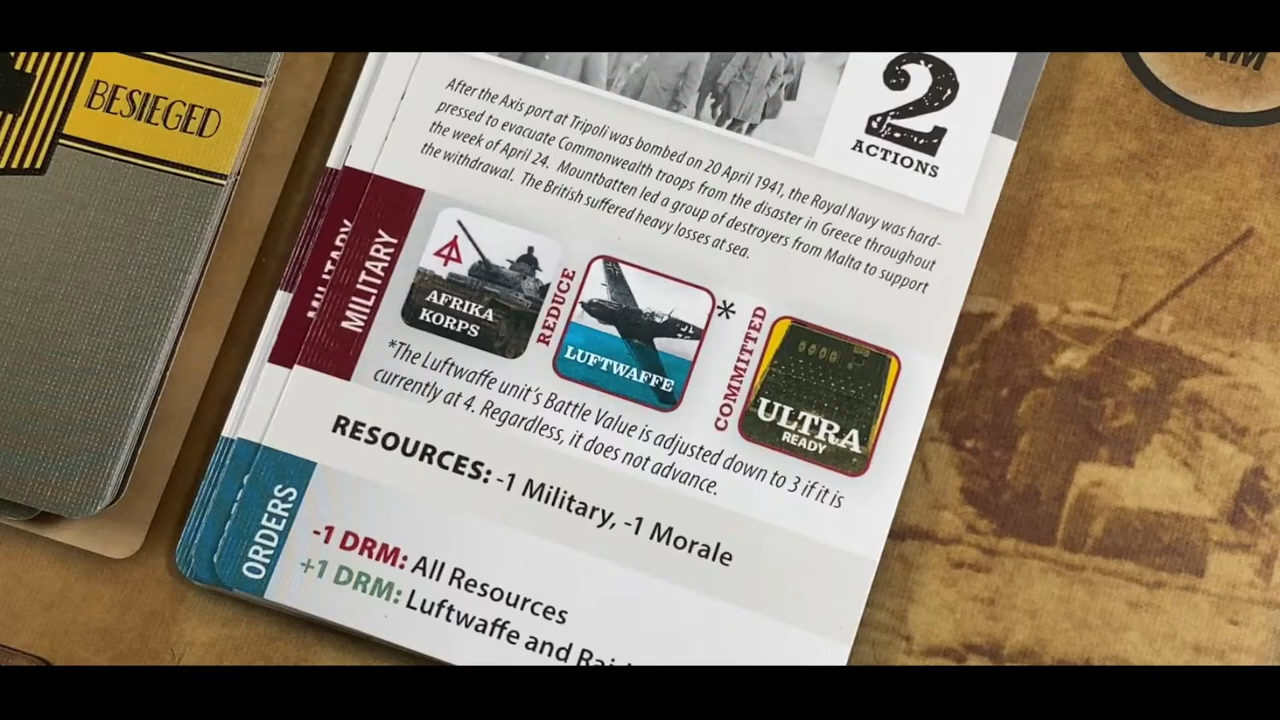 BESIEGED
2
ACTIONS
After the Axis port at Tripoli was bombed on 20 April 1941, the Royal Navy was hard-
pressed to evacuate Commonwealth troops from the disaster in Greece throughout
the week of April 24. Mountbatten led a group of destroyers from Malta to support
the withdrawal. The British suffered heavy losses at sea.
MILITARY
MILITARY
AFRIKA
KORPS
REDUCE
LUFTWAFFE
*
COMMITTED
ULTRA
READY
*The Luftwaffe unit's Battle Value is adjusted down to 3 if it is
currently at 4. Regardless, it does not advance.
RESOURCES: -1 Military, -1 Morale
ORDERS
-1 DRM: All Resources
+1 DRM: Luftwaffe and